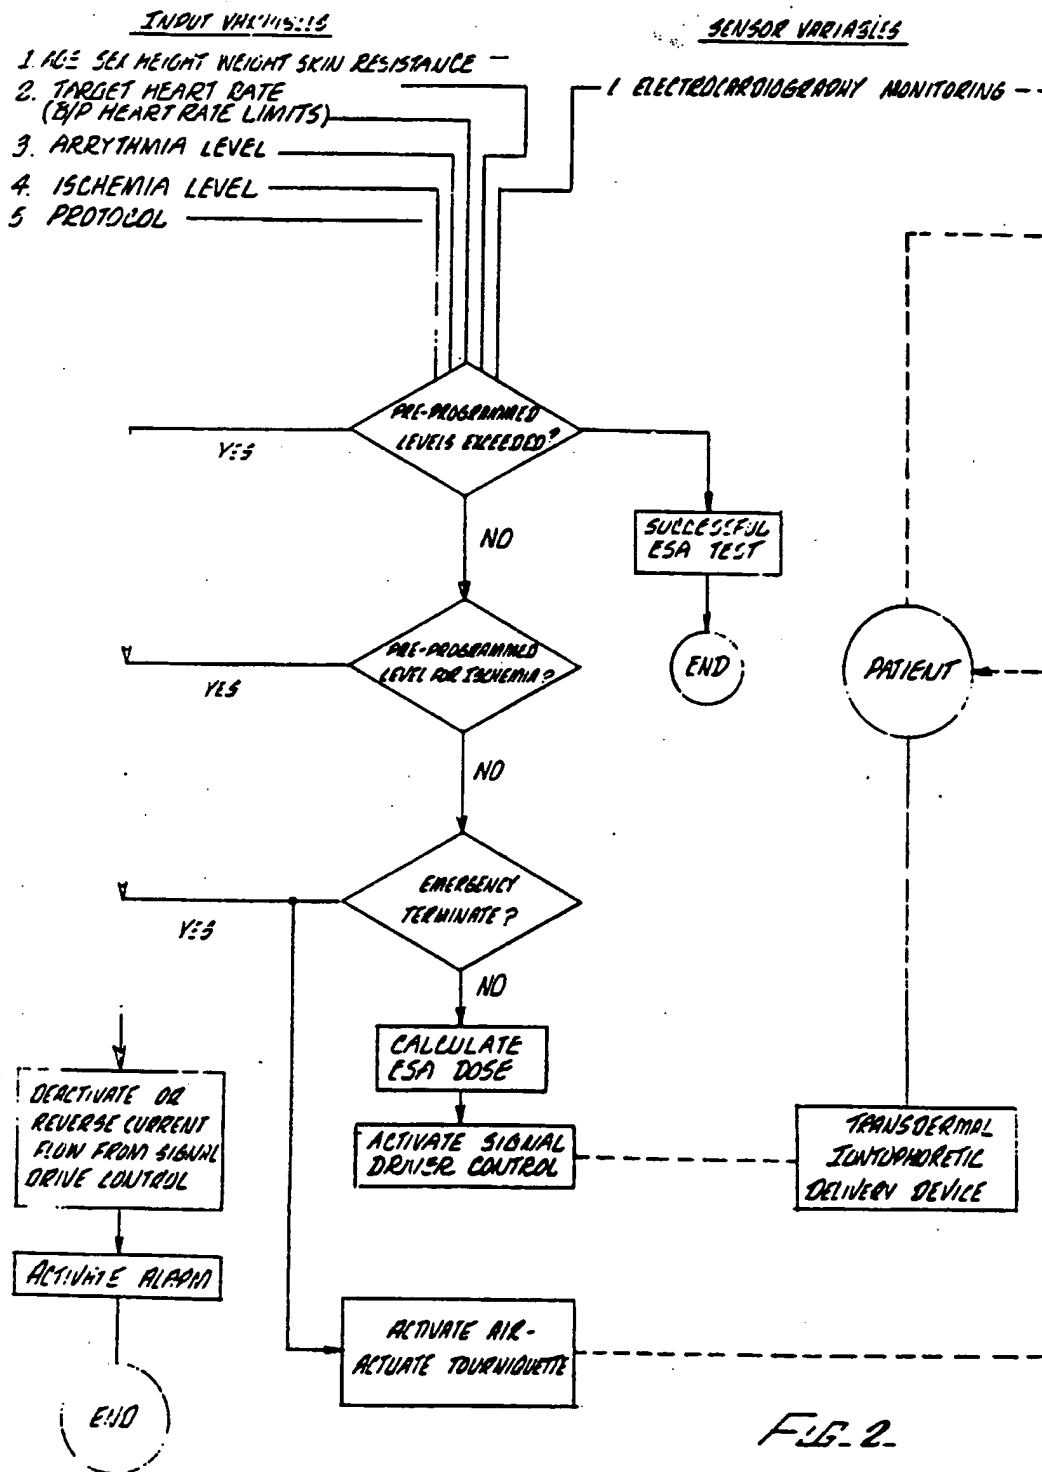 INPUT VARIABLES
1. AGE SEX HEIGHT WEIGHT SKIN RESISTANCE
2. TARGET HEART RATE
(B/P HEART RATE LIMITS)
3. ARRYTHMIA LEVEL
4. ISCHEMIA LEVEL
5 PROTOCOL
SENSOR VARIABLES
1 ELECTROCARDIOGRAPHY MONITORING
PRE-PROGRAMMED
LEVELS EXCEEDED?
YES
NO
SUCCESSFUL
ESA TEST
END
PRE-PROGRAMMED
LEVEL FOR ISCHEMIA?
YES
NO
PATIENT
EMERGENCY
TERMINATE?
YES
NO
CALCULATE
ESA DOSE
ACTIVATE SIGNAL
DRIVER CONTROL
TRANSDERMAL
IONTOPHORETIC
DELIVERY DEVICE
DEACTIVATE OR
REVERSE CURRENT
FLOW FROM SIGNAL
DRIVE CONTROL
ACTIVATE ALARM
END
ACTIVATE AIR-
ACTUATE TOURNIQUETTE
FIG. 2.